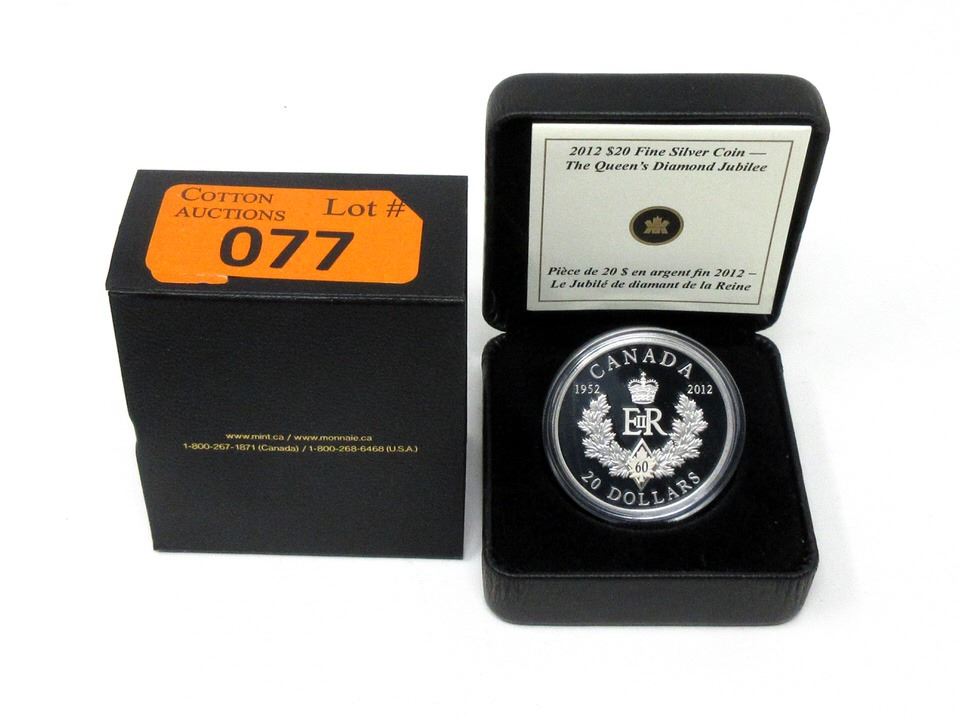 COTTON
AUCTIONS
Lot #
077
www.mint.ca / www.monnaie.ca
1-800-267-1871 (Canada) / 1-800-268-6468 (U.S.A.)
2012 $20 Fine Silver Coin —
The Queen's Diamond Jubilee
Pièce de 20 $ en argent fin 2012 –
Le Jubilé de diamant de la Reine
CANADA
1952 2012
EIIR
60
20 DOLLARS